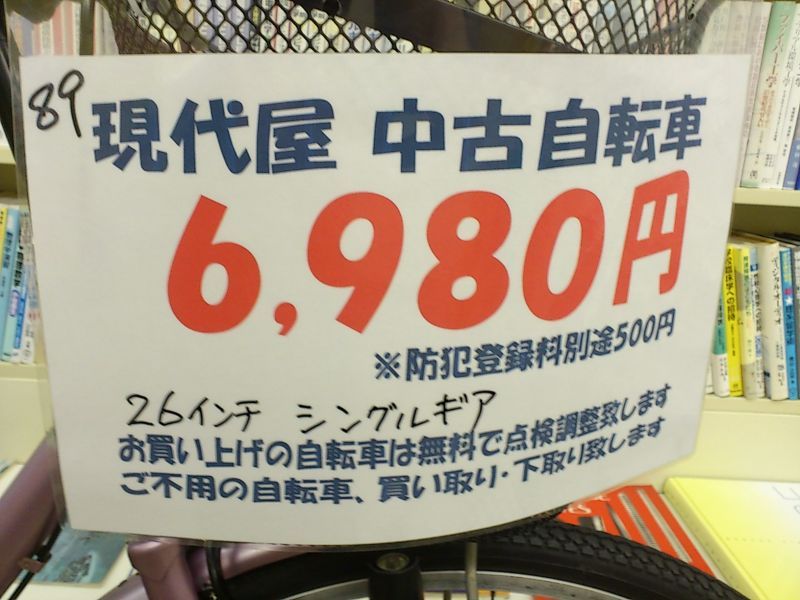 89
現代屋 中古自転車
6,980円
※防犯登録料別途500円
26インチ シングルギア
お買い上げの自転車は無料で点検調整致します
ご不用の自転車、買い取り・下取り致します